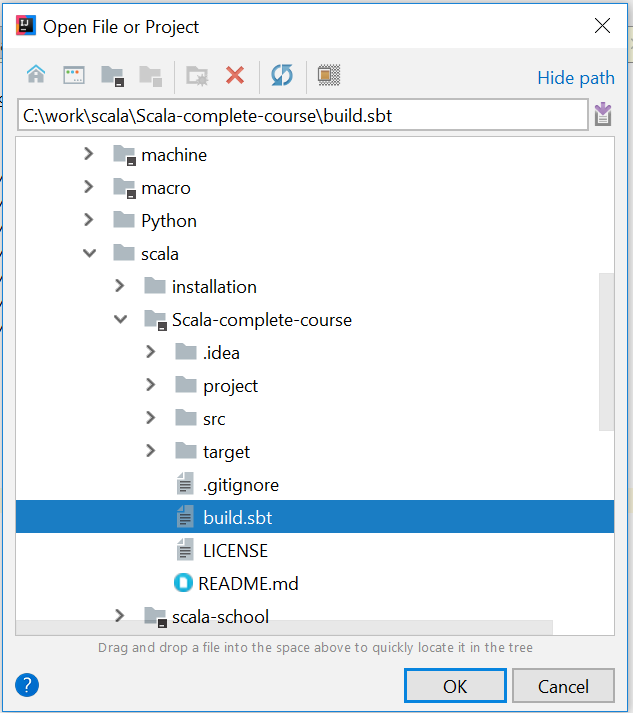 Open File or Project
Hide path
C:\work\scala\Scala-complete-course\build.sbt
machine
macro
Python
scala
installation
Scala-complete-course
.idea
project
src
target
.gitignore
build.sbt
LICENSE
README.md
scala-school
Drag and drop a file into the space above to quickly locate it in the tree
?
OK
Cancel